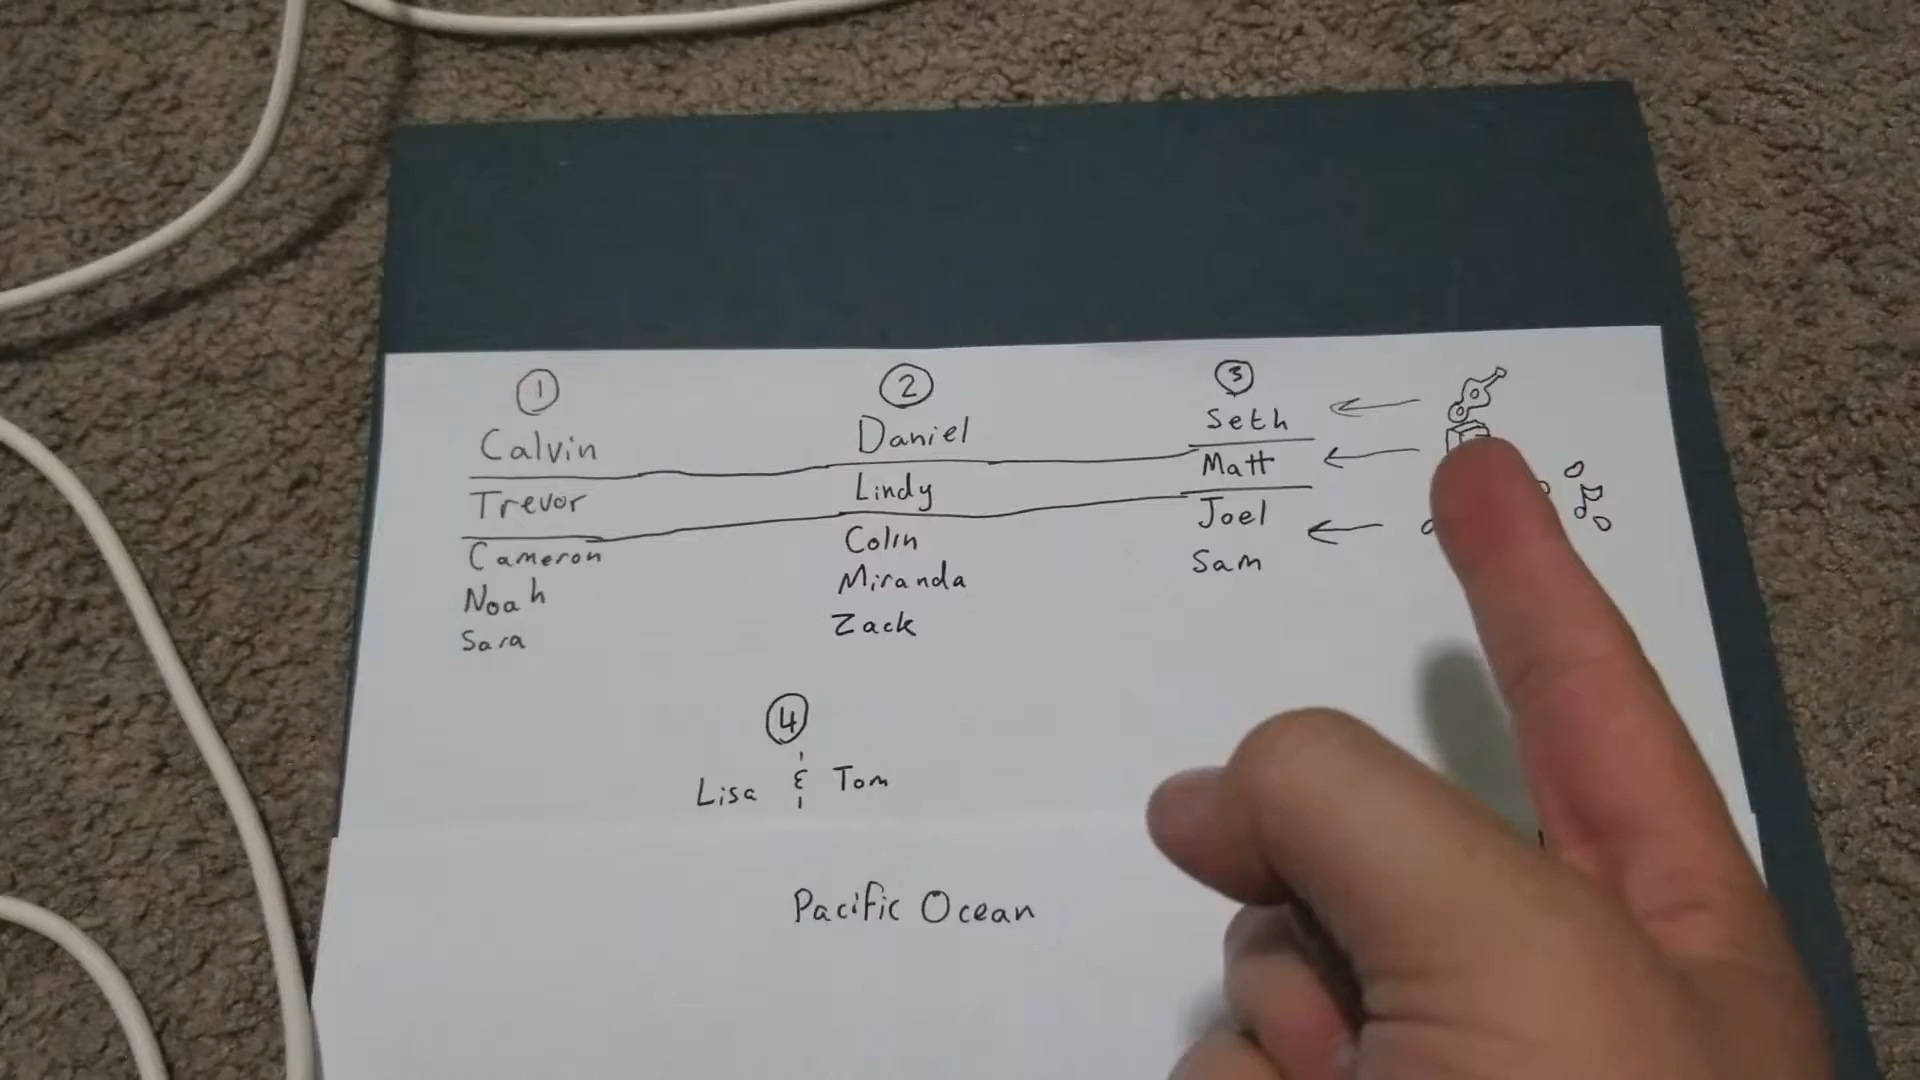 ① ② ③
Calvin Daniel Seth
Trevor Lindy Matt
Cameron Colin Joel
Noah Miranda Sam
Sara Zack
④
Lisa & Tom
Pacific Ocean